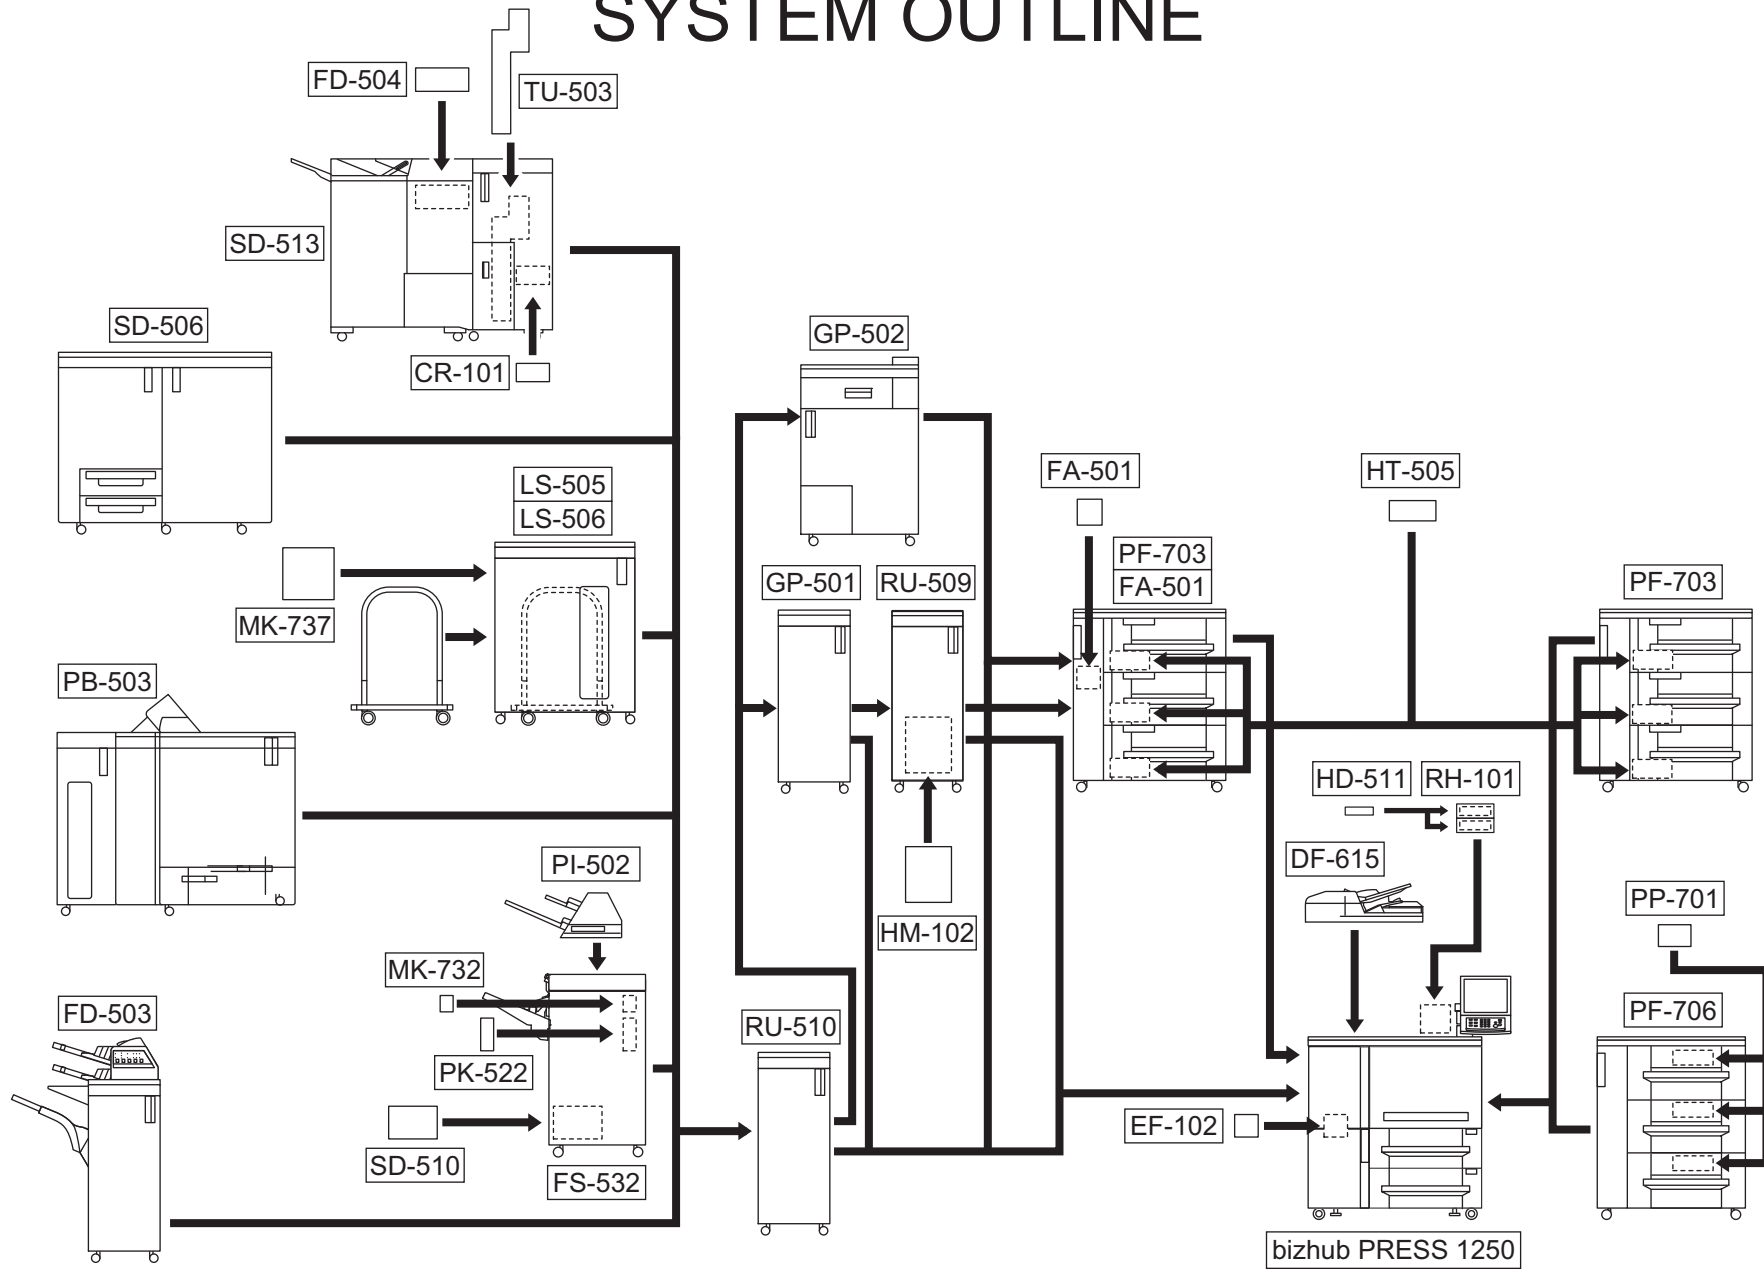 SYSTEM OUTLINE
FD-504
TU-503
SD-513
SD-506
CR-101
GP-502
LS-505
LS-506
FA-501
HT-505
MK-737
GP-501
RU-509
PF-703
FA-501
PF-703
PB-503
HD-511
RH-101
PI-502
DF-615
HM-102
PP-701
MK-732
FD-503
RU-510
PF-706
PK-522
EF-102
SD-510
FS-532
bizhub PRESS 1250